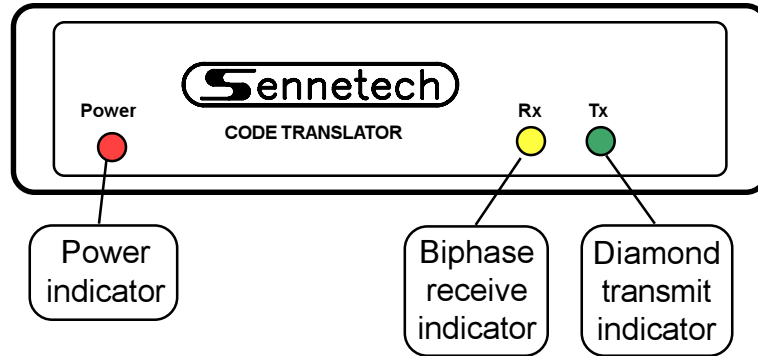 Sennetech
Power
Rx
Tx
CODE TRANSLATOR
Power
indicator
Biphase
receive
indicator
Diamond
transmit
indicator